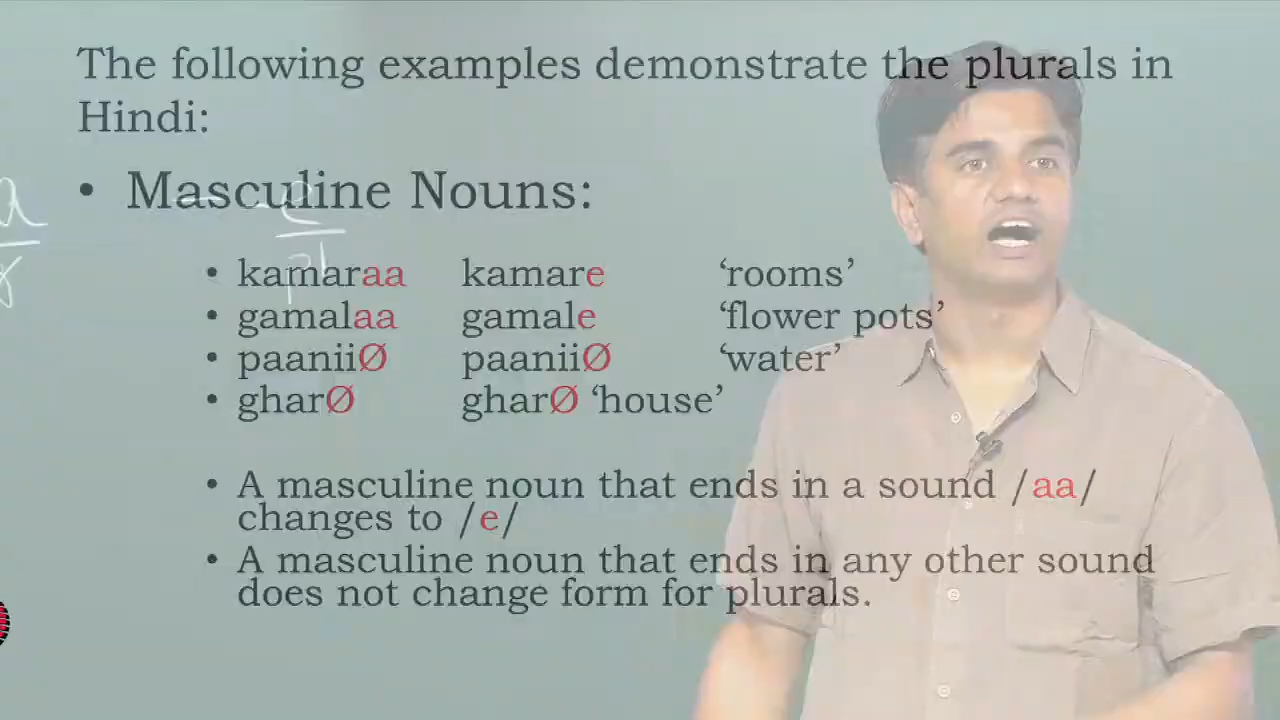 The following examples demonstrate the plurals in
Hindi:
• Masculine Nouns:
• kamaraa kamare ‘rooms’
• gamalaa gamale ‘flower pots’
• paaniiØ paaniiØ ‘water’
• gharØ gharØ ‘house’
• A masculine noun that ends in a sound /aa/
changes to /e/
• A masculine noun that ends in any other sound
does not change form for plurals.